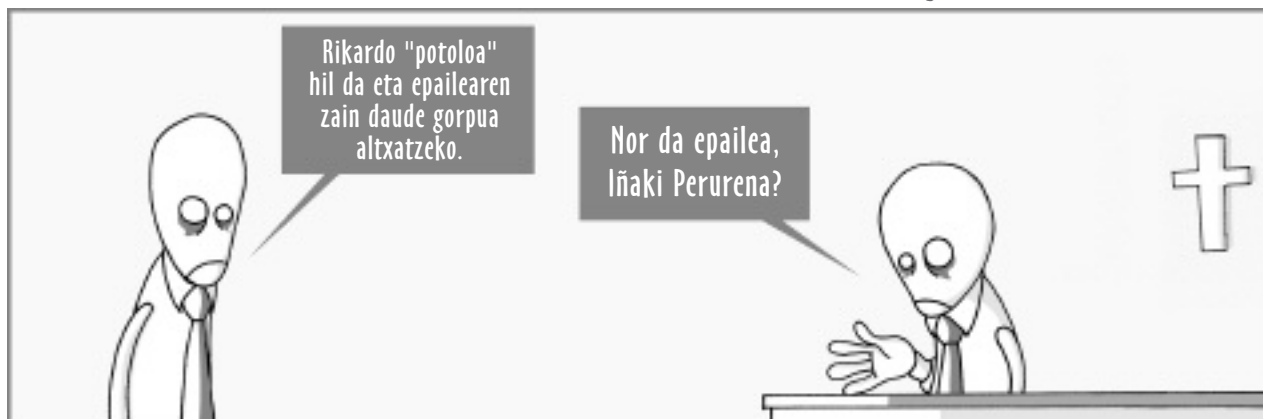 Rikardo "potoloa"
hil da eta epailearen
zain daude gorpua
altxatzeko.
Nor da epailea,
Iñaki Perurena?